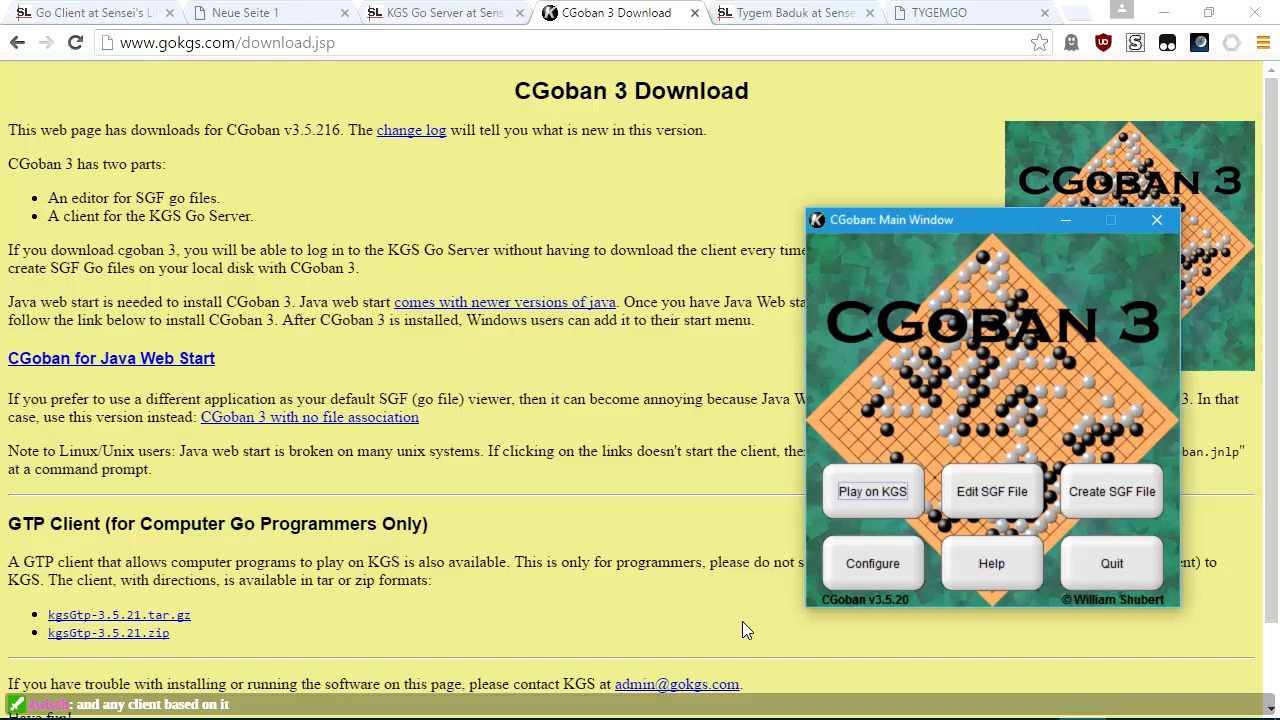 Go Client at Sensei's Li
Neue Seite 1
KGS Go Server at Sens
CGoban 3 Download
Tygem Baduk at Sense
TYGEMGO
www.gokgs.com/download.jsp
CGoban 3 Download
This web page has downloads for CGoban v3.5.216. The change log will tell you what is new in this version.
CGoban 3 has two parts:
An editor for SGF go files.
A client for the KGS Go Server.
If you download cgoban 3, you will be able to log in to the KGS Go Server without having to download the client every time
create SGF Go files on your local disk with CGoban 3.
Java web start is needed to install CGoban 3. Java web start comes with newer versions of java. Once you have Java Web sta
follow the link below to install CGoban 3. After CGoban 3 is installed, Windows users can add it to their start menu.
CGoban for Java Web Start
If you prefer to use a different application as your default SGF (go file) viewer, then it can become annoying because Java W 3. In that
case, use this version instead: CGoban 3 with no file association
Note to Linux/Unix users: Java web start is broken on many unix systems. If clicking on the links doesn't start the client, the ban.jnlp"
at a command prompt.
GTP Client (for Computer Go Programmers Only)
A GTP client that allows computer programs to play on KGS is also available. This is only for programmers, please do not s ent) to
KGS. The client, with directions, is available in tar or zip formats:
kgsGtp-3.5.21.tar.gz
kgsGtp-3.5.21.zip
If you have trouble with installing or running the software on this page, please contact KGS at admin@gokgs.com.
Have fun!
CGOBAN 3
CGoban: Main Window
CGOBAN 3
Play on KGS
Edit SGF File
Create SGF File
Configure
Help
Quit
CGoban v3.5.20
© William Shubert
zwisch: and any client based on it